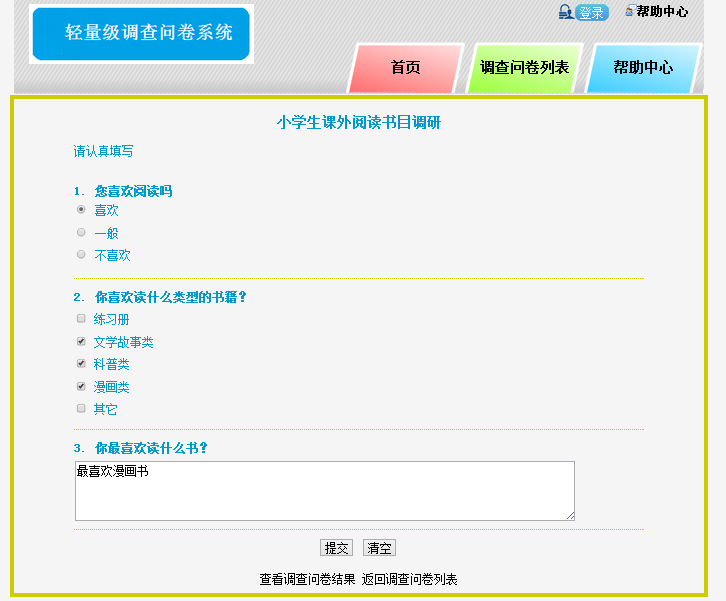 轻量级调查问卷系统
登录 帮助中心
首页 调查问卷列表 帮助中心
小学生课外阅读书目调研
请认真填写
1. 您喜欢阅读吗
喜欢
一般
不喜欢
2. 你喜欢读什么类型的书籍?
练习册
文学故事类
科普类
漫画类
其它
3. 你最喜欢读什么书?
最喜欢漫画书
提交 清空
查看调查问卷结果 返回调查问卷列表